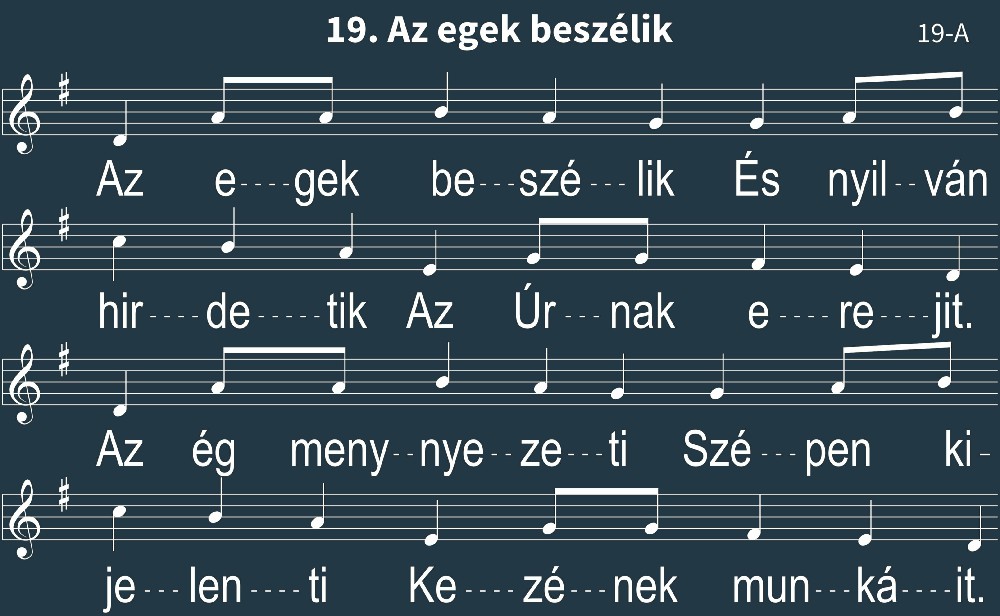 19. Az egek beszélik
19-A
Az e----gek be---szé---lik És nyil--ván
hir----de-----tik Az Úr---nak e----re----jit.
Az ég meny--nye--ze--ti Szé---pen ki-
je---len----ti Ke----zé---nek mun---ká----it.